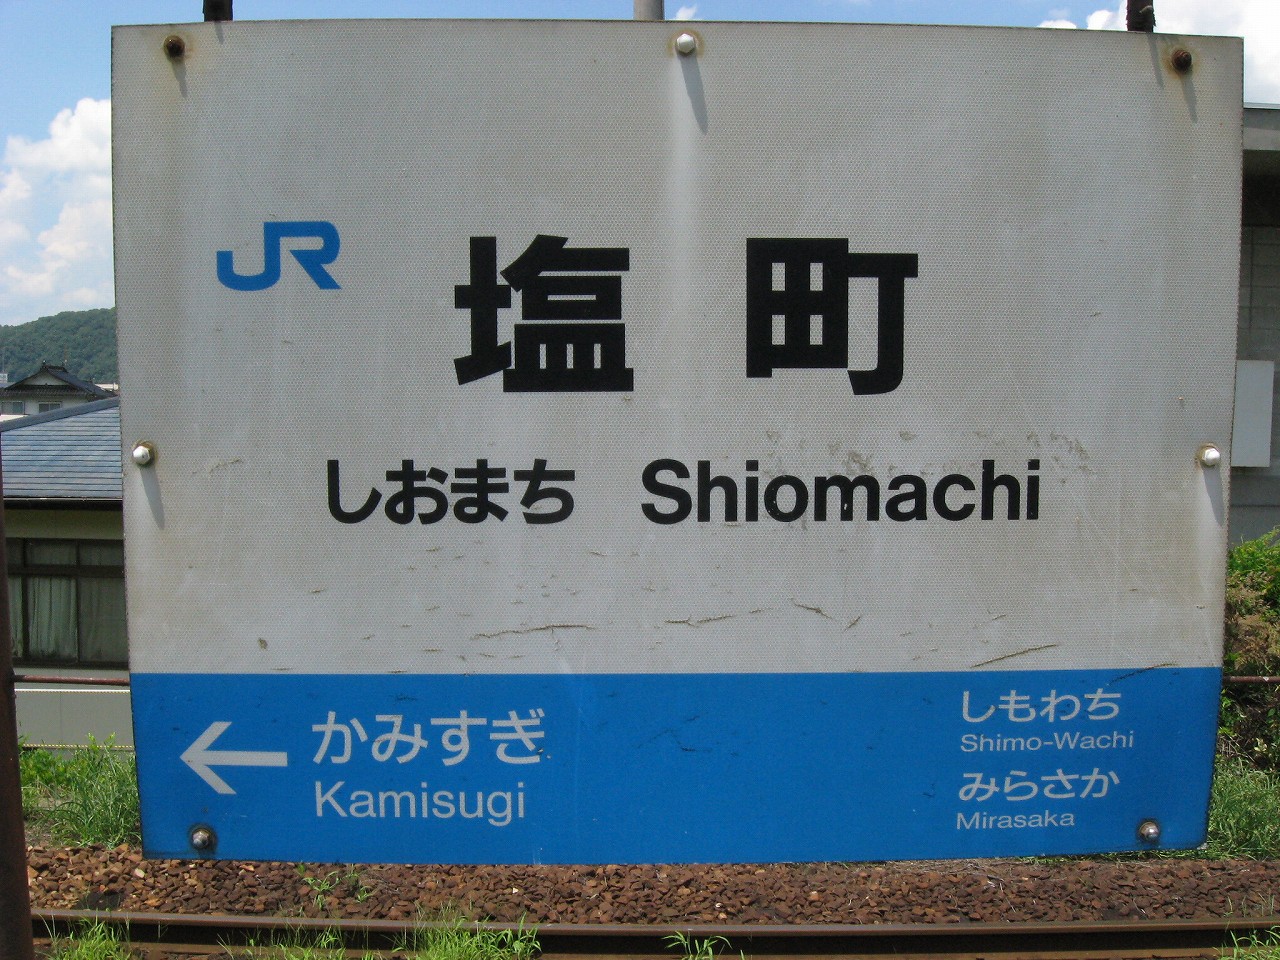 JR 塩町
しおまち Shiomachi
かみすぎ
Kamisugi
しもわち
Shimo-Wachi
みらさか
Mirasaka